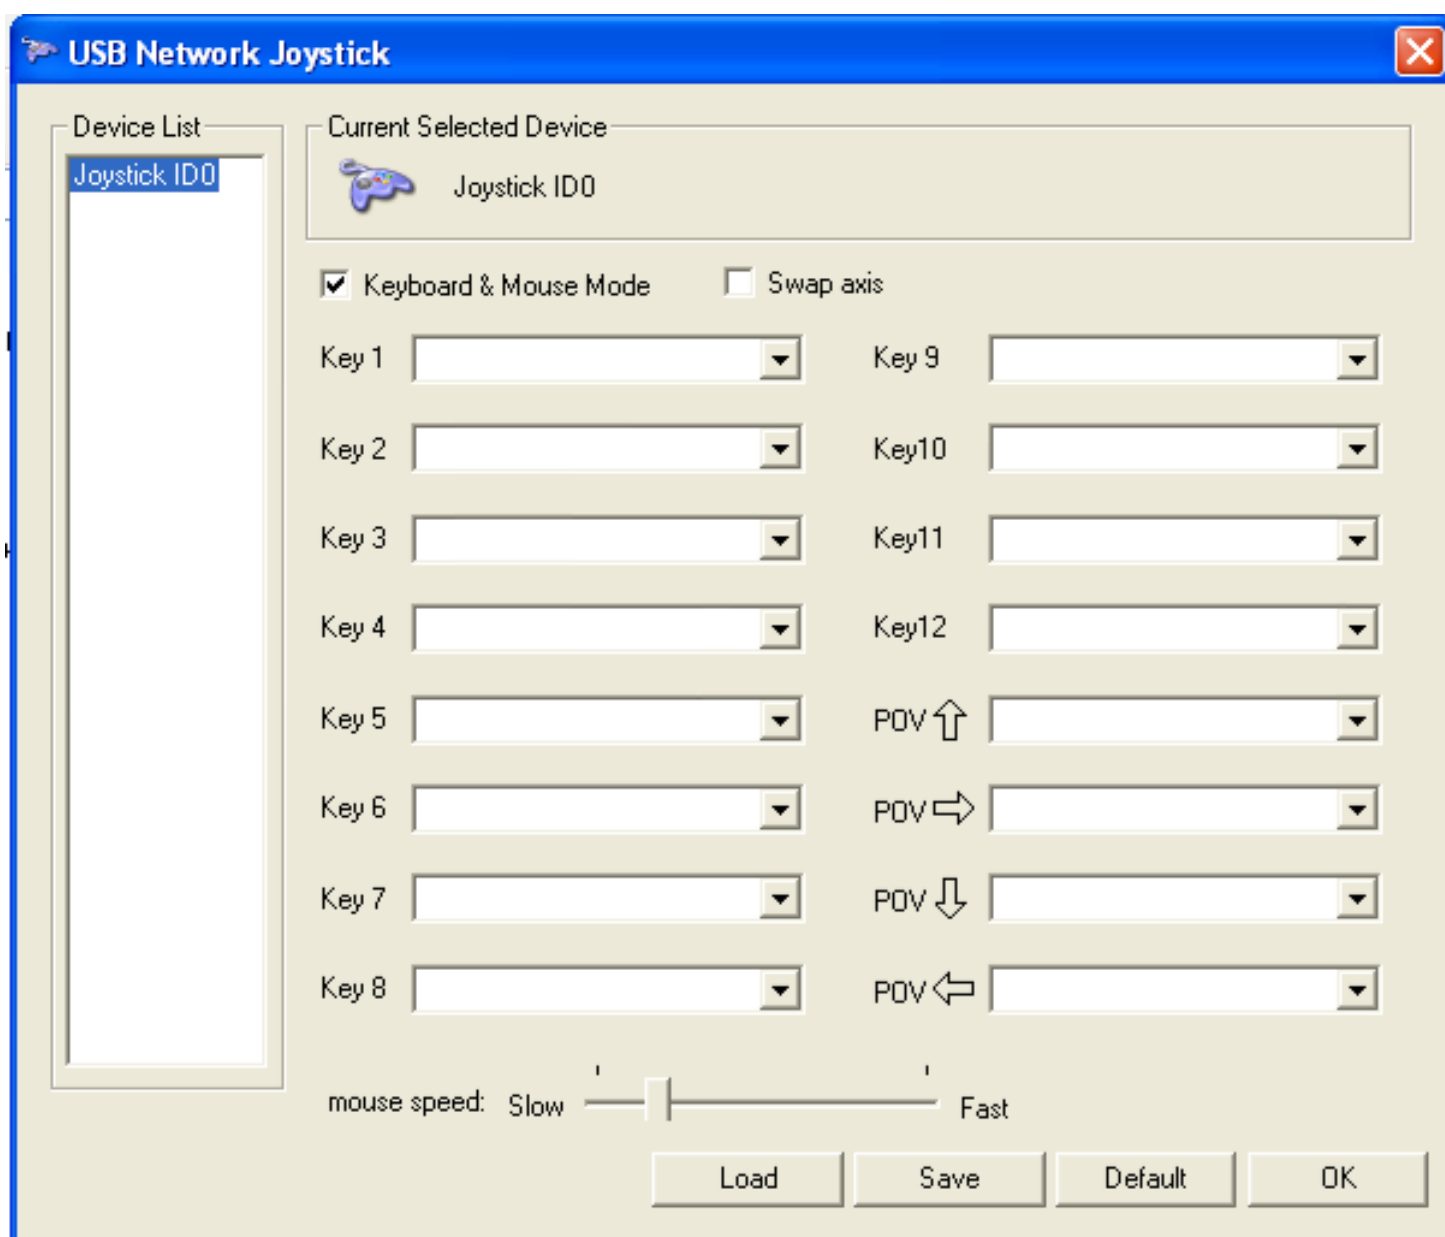 USB Network Joystick
Device List
Joystick ID0
Current Selected Device
Joystick ID0
Keyboard & Mouse Mode
Swap axis
Key 1
Key 2
Key 3
Key 4
Key 5
Key 6
Key 7
Key 8
Key 9
Key10
Key11
Key12
POV
POV
POV
POV
mouse speed: Slow Fast
Load Save Default OK